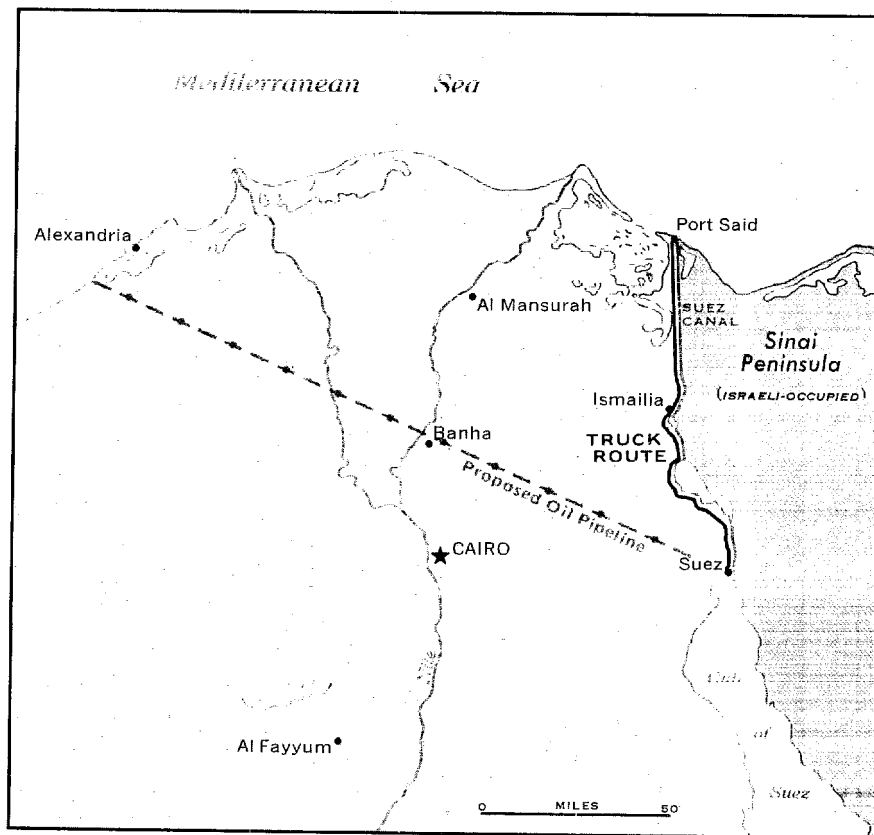 Mediterranean Sea
Alexandria
Port Said
Al Mansurah
SUEZ
CANAL
Sinai
Peninsula
(ISRAELI-OCCUPIED)
Ismailia
TRUCK
ROUTE
Banha
Proposed Oil Pipeline
CAIRO
Suez
Gulf
of
Suez
Al Fayyum
0 MILES 50